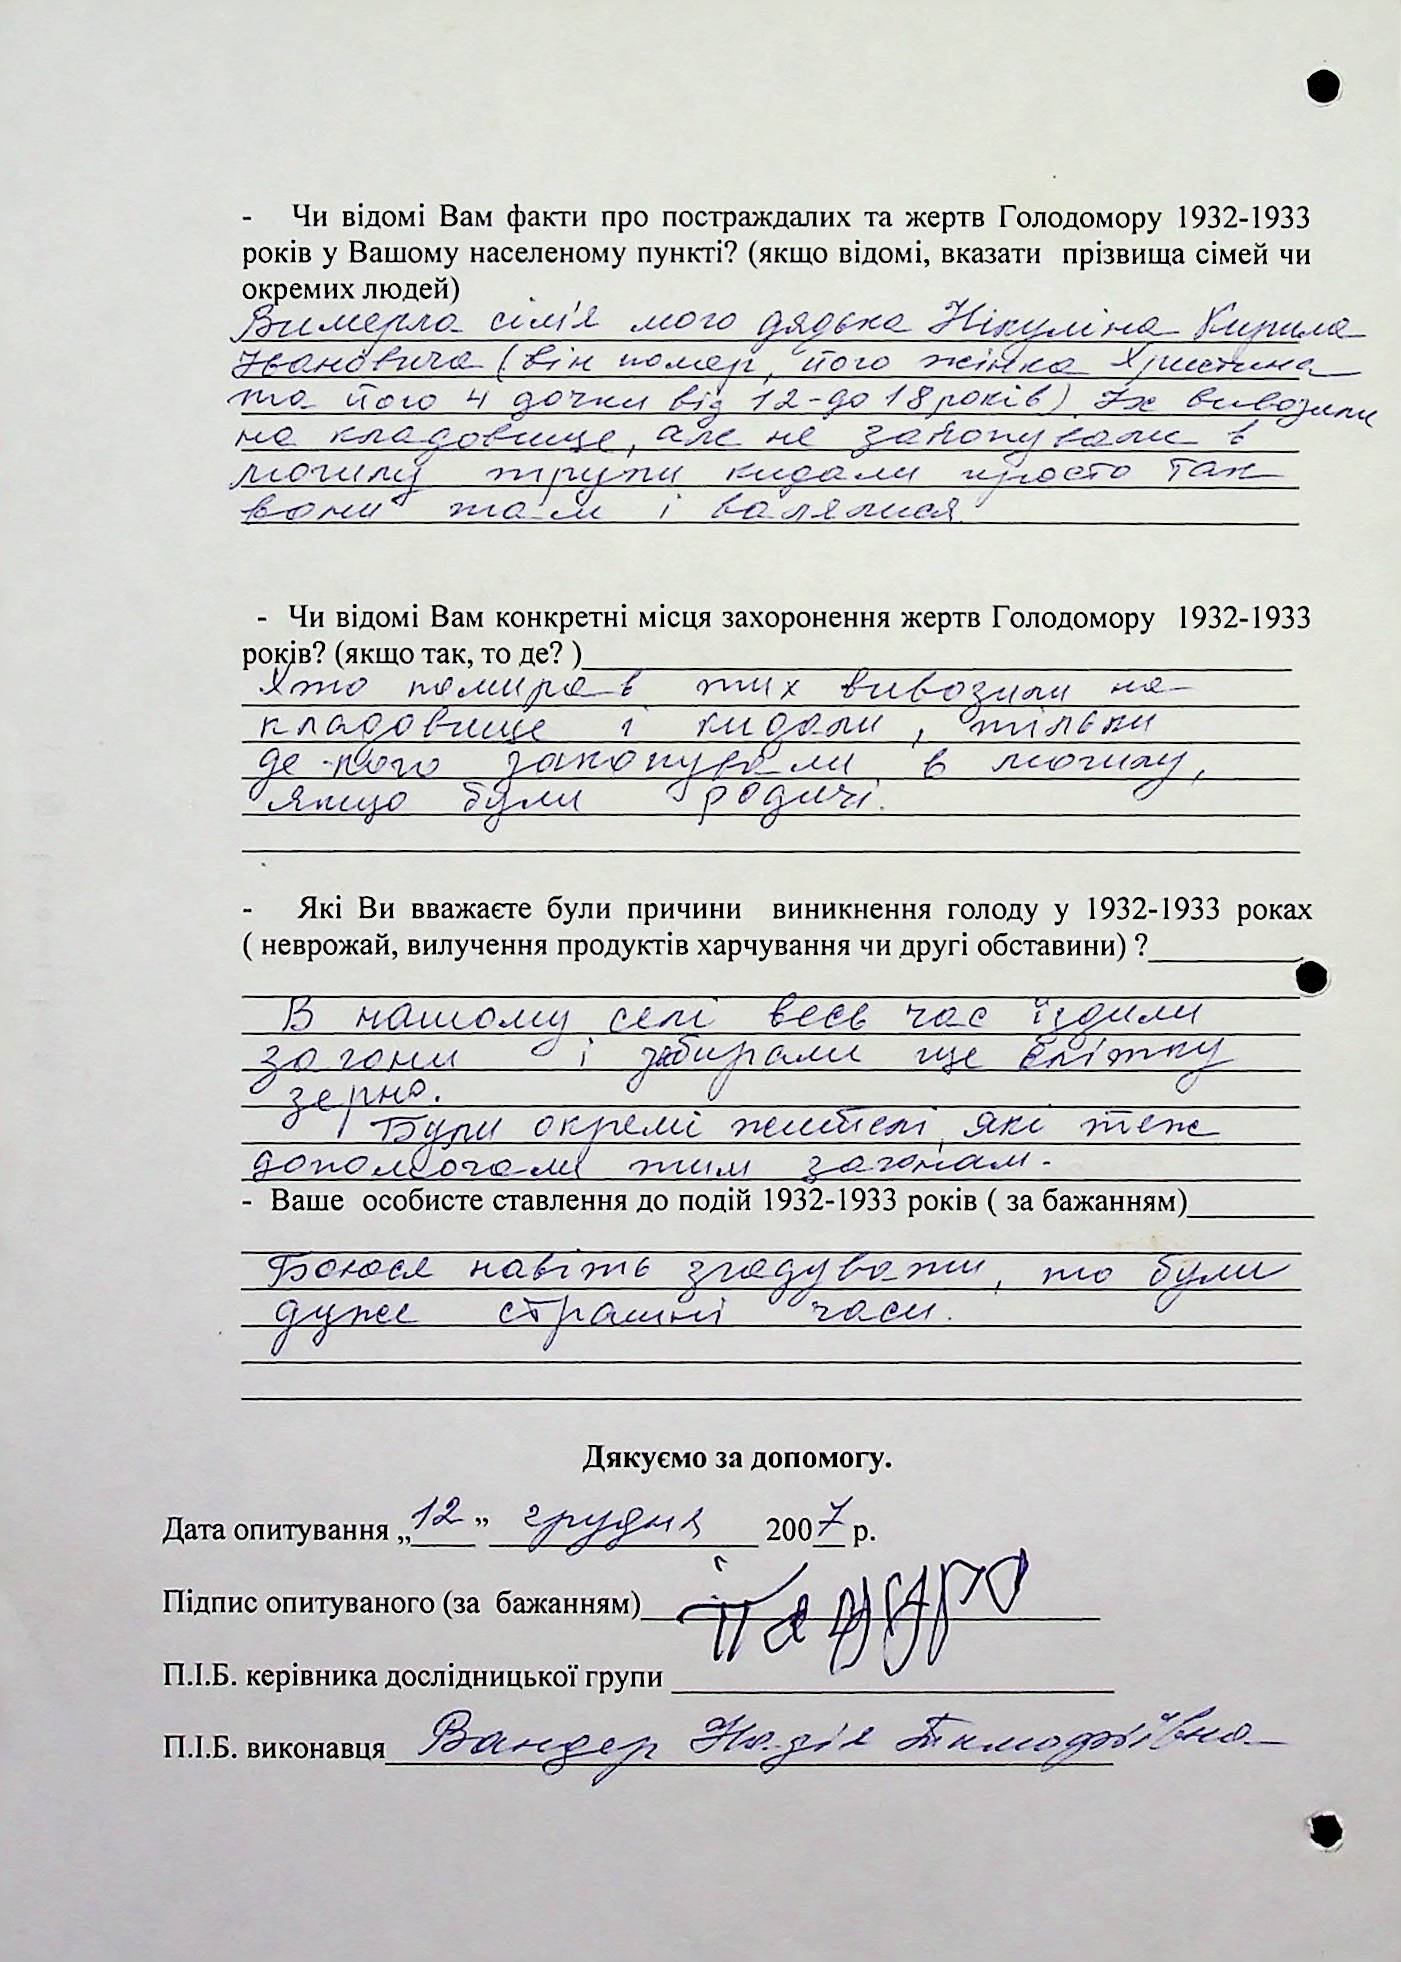 - Чи відомі Вам факти про постраждалих та жертв Голодомору 1932-1933
років у Вашому населеному пункті? (якщо відомі, вказати прізвища сімей чи
окремих людей)
Вимерла сім'я мого дядька Нікуліна Кирила
Івановича (він помер, його жінка Христина
та його 4 дочки від 12-до 18 років). Їх вивозили
на кладовище, але не закопували в
могилу трупи кидали просто так
вони там і валялися
- Чи відомі Вам конкретні місця захоронення жертв Голодомору 1932-1933
років? (якщо так, то де? )
Хто помирав тих вивозили на
кладовище і кидали, тільки
де-кого закопували в могилу,
якщо були родичі.
- Які Ви вважаєте були причини виникнення голоду у 1932-1933 роках
( неврожай, вилучення продуктів харчування чи другі обставини) ?
В нашому селі весь час їздили
загони і забирали ще влітку
зерно.
Були окремі жителі, які теж
допомогали тим загонам.
- Ваше особисте ставлення до подій 1932-1933 років ( за бажанням)
Боюся навіть згадувати, то були
дуже страшні часи.
Дякуємо за допомогу.
Дата опитування „12” грудня 2007 р.
Підпис опитуваного (за бажанням)
П.І.Б. керівника дослідницької групи
П.І.Б. виконавця Вандер Надія Тимофіївна